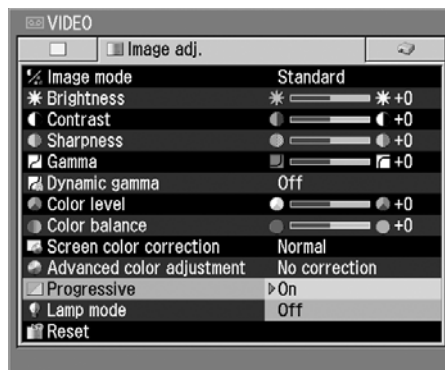 VIDEO
Image adj.
Image mode Standard
Brightness +0
Contrast +0
Sharpness +0
Gamma +0
Dynamic gamma Off
Color level +0
Color balance +0
Screen color correction Normal
Advanced color adjustment No correction
Progressive On
Lamp mode Off
Reset